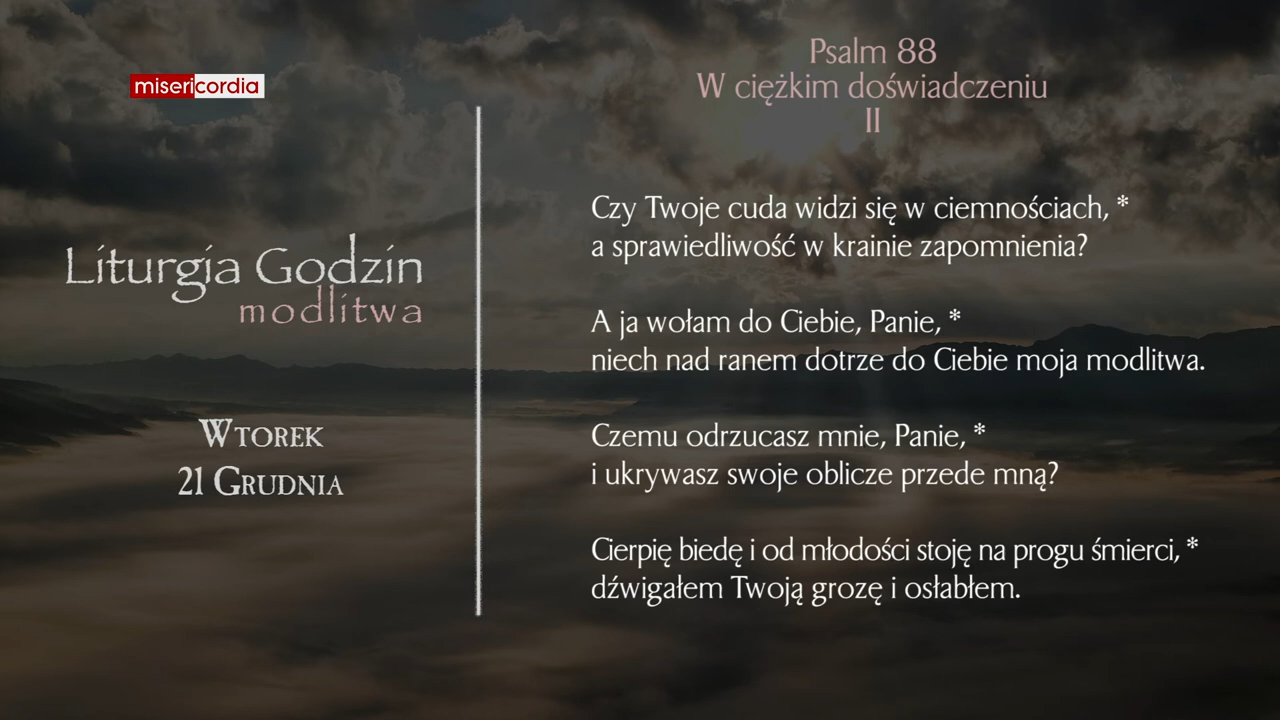 misericordia
Liturgia Godzin
modlitwa
Wtorek
21 Grudnia
Psalm 88
W ciężkim doświadczeniu
II
Czy Twoje cuda widzi się w ciemnościach, *
a sprawiedliwość w krainie zapomnienia?
A ja wołam do Ciebie, Panie, *
niech nad ranem dotrze do Ciebie moja modlitwa.
Czemu odrzucasz mnie, Panie, *
i ukrywasz swoje oblicze przede mną?
Cierpię biedę i od młodości stoję na progu śmierci, *
dźwigałem Twoją grozę i osłabłem.